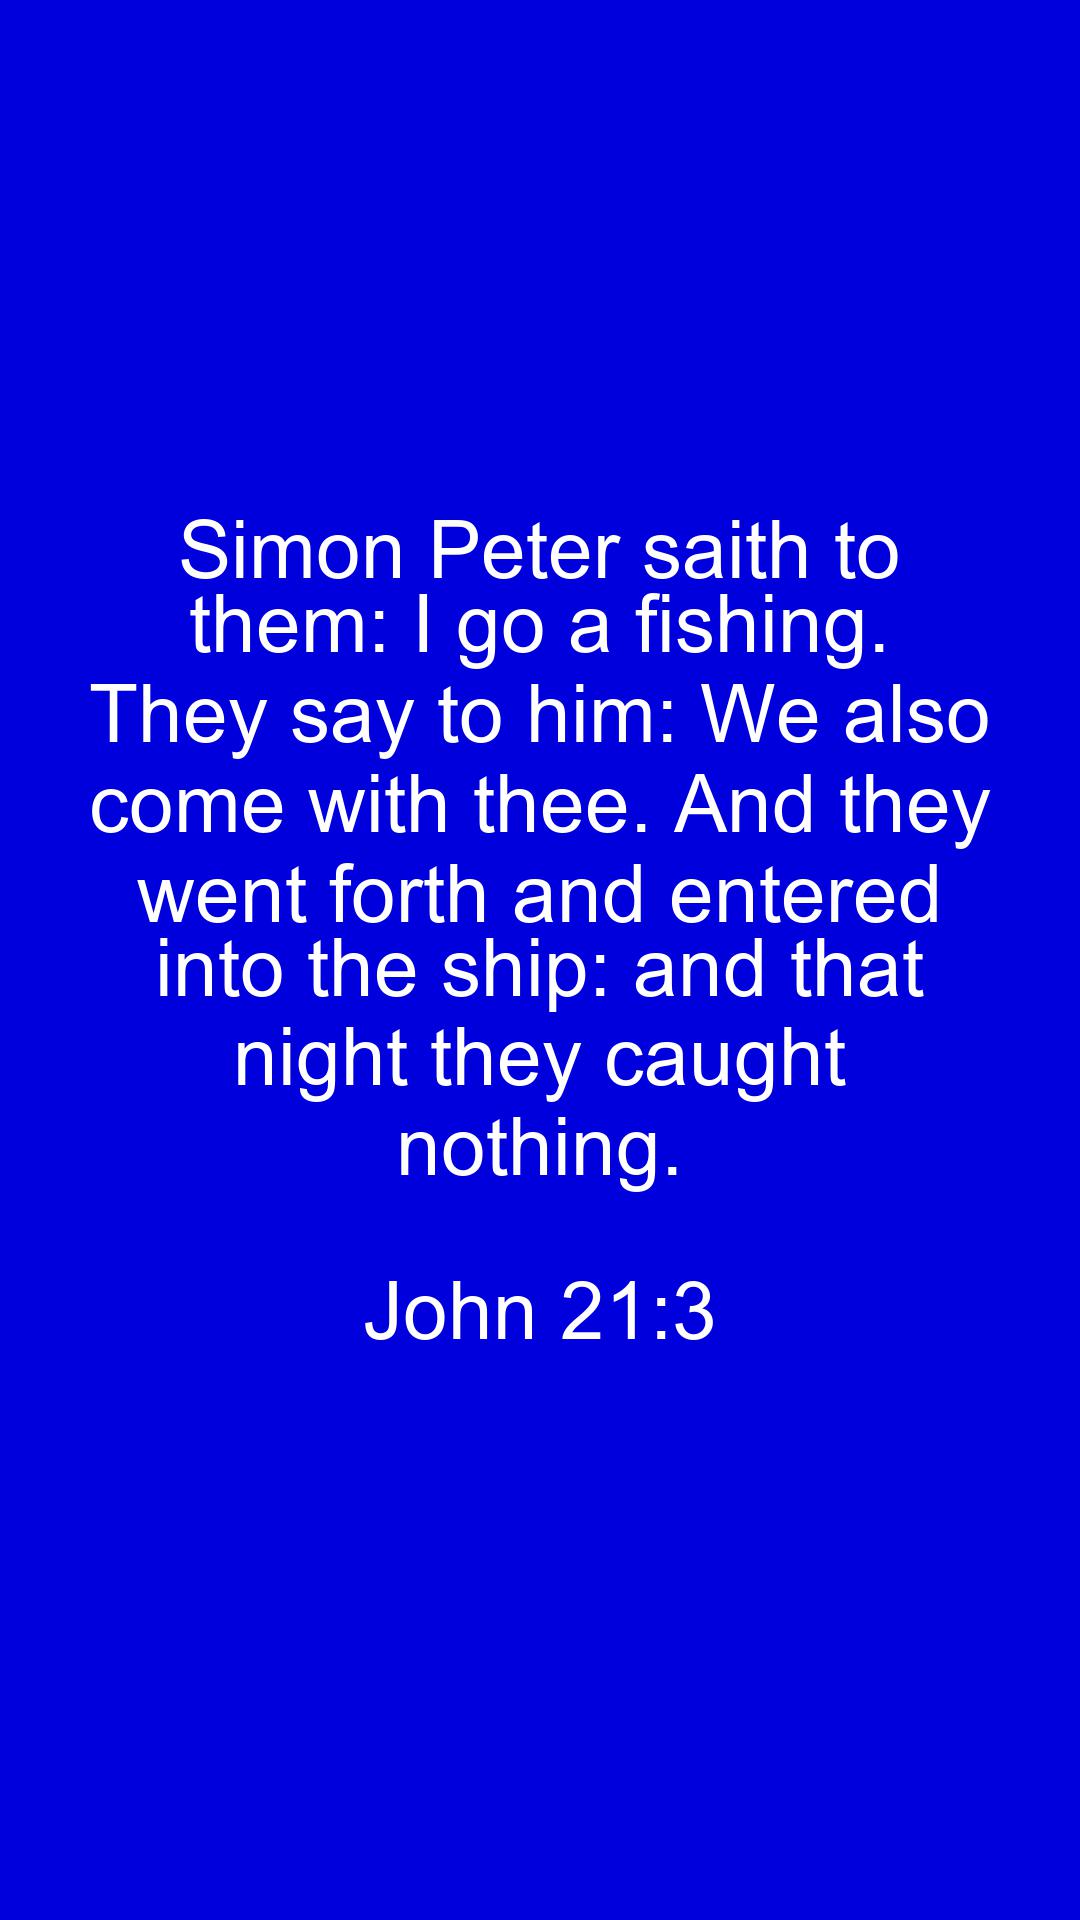 Simon Peter saith to
them: I go a fishing.
They say to him: We also
come with thee. And they
went forth and entered
into the ship: and that
night they caught
nothing.
John 21:3